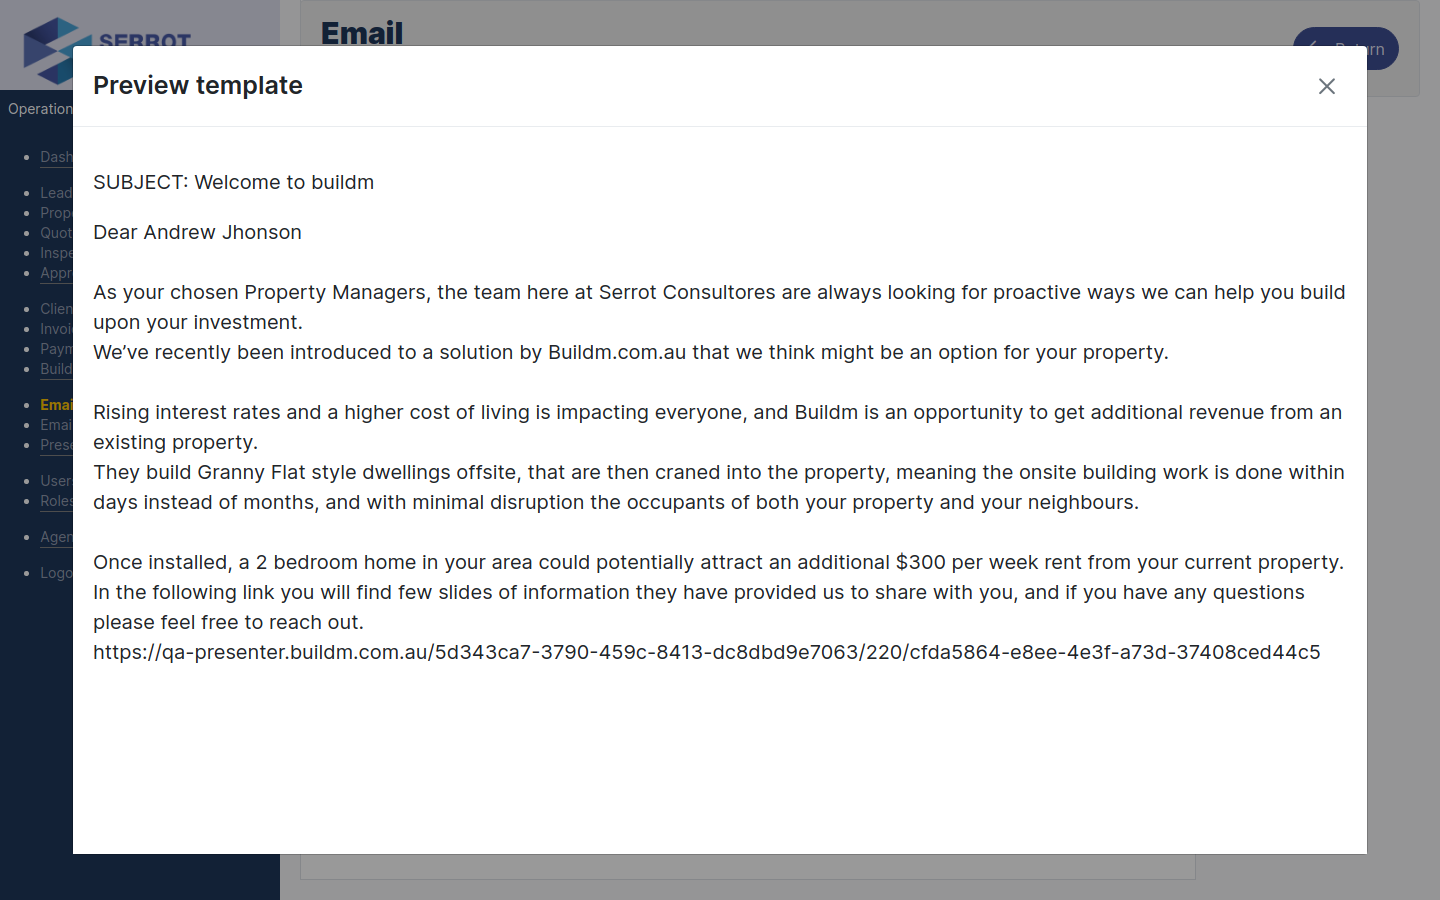 SERROT
Email
Return
Preview template
Operation
Dash
Lead
Prop
Quot
Inspe
Appr
Clien
Invoi
Paym
Build
Emai
Emai
Prese
User
Roles
Agen
Logo
SUBJECT: Welcome to buildm
Dear Andrew Jhonson
As your chosen Property Managers, the team here at Serrot Consultores are always looking for proactive ways we can help you build
upon your investment.
We’ve recently been introduced to a solution by Buildm.com.au that we think might be an option for your property.
Rising interest rates and a higher cost of living is impacting everyone, and Buildm is an opportunity to get additional revenue from an
existing property.
They build Granny Flat style dwellings offsite, that are then craned into the property, meaning the onsite building work is done within
days instead of months, and with minimal disruption the occupants of both your property and your neighbours.
Once installed, a 2 bedroom home in your area could potentially attract an additional $300 per week rent from your current property.
In the following link you will find few slides of information they have provided us to share with you, and if you have any questions
please feel free to reach out.
https://qa-presenter.buildm.com.au/5d343ca7-3790-459c-8413-dc8dbd9e7063/220/cfda5864-e8ee-4e3f-a73d-37408ced44c5